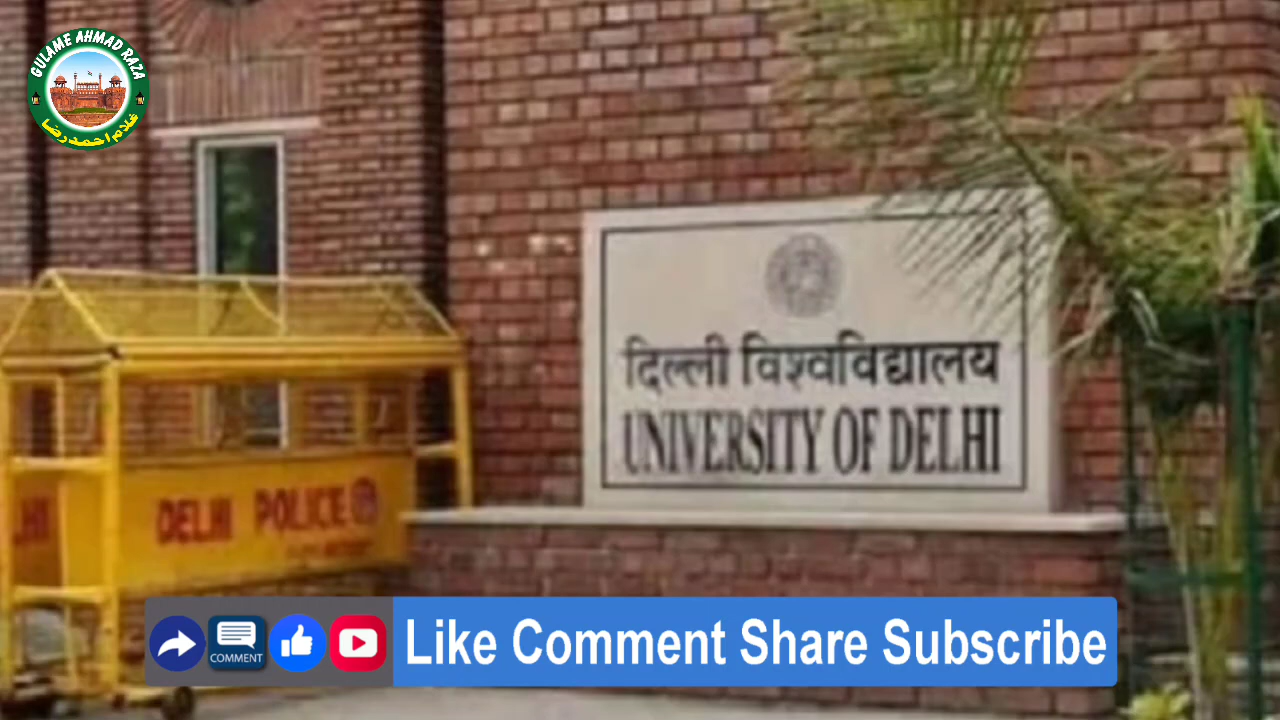 GULAME AHMAD RAZA
غلام احمد رضا
दिल्ली विश्वविद्यालय
UNIVERSITY OF DELHI
DELHI POLICE
COMMENT
Like Comment Share Subscribe